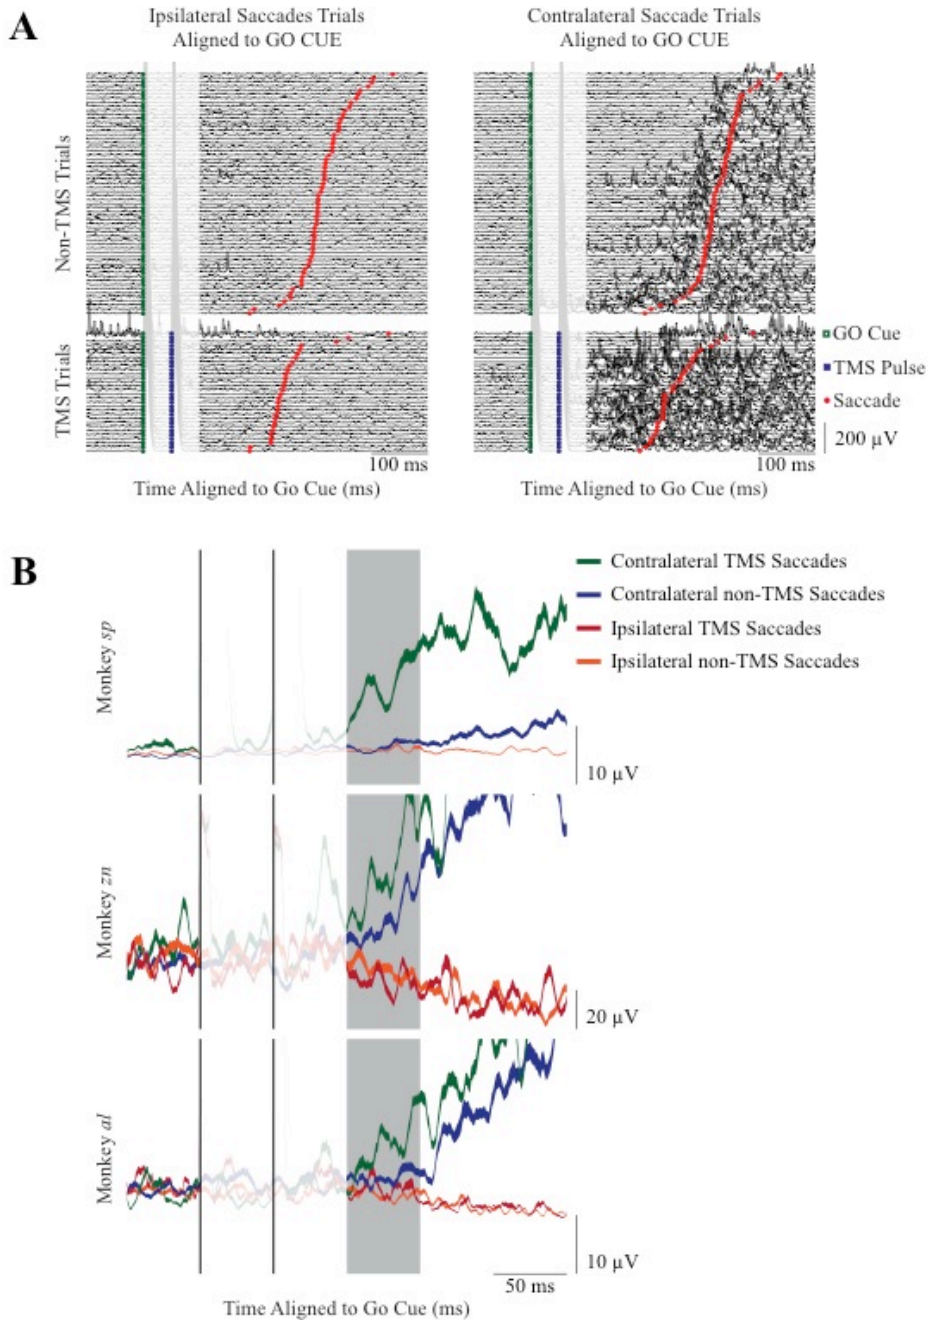 A
Ipsilateral Saccades Trials
Aligned to GO CUE
Contralateral Saccade Trials
Aligned to GO CUE
Non-TMS Trials
TMS Trials
GO Cue
TMS Pulse
Saccade
200 µV
100 ms
100 ms
Time Aligned to Go Cue (ms)
Time Aligned to Go Cue (ms)
B
Contralateral TMS Saccades
Contralateral non-TMS Saccades
Ipsilateral TMS Saccades
Ipsilateral non-TMS Saccades
Monkey sp
10 µV
Monkey zn
20 µV
Monkey al
10 µV
50 ms
Time Aligned to Go Cue (ms)